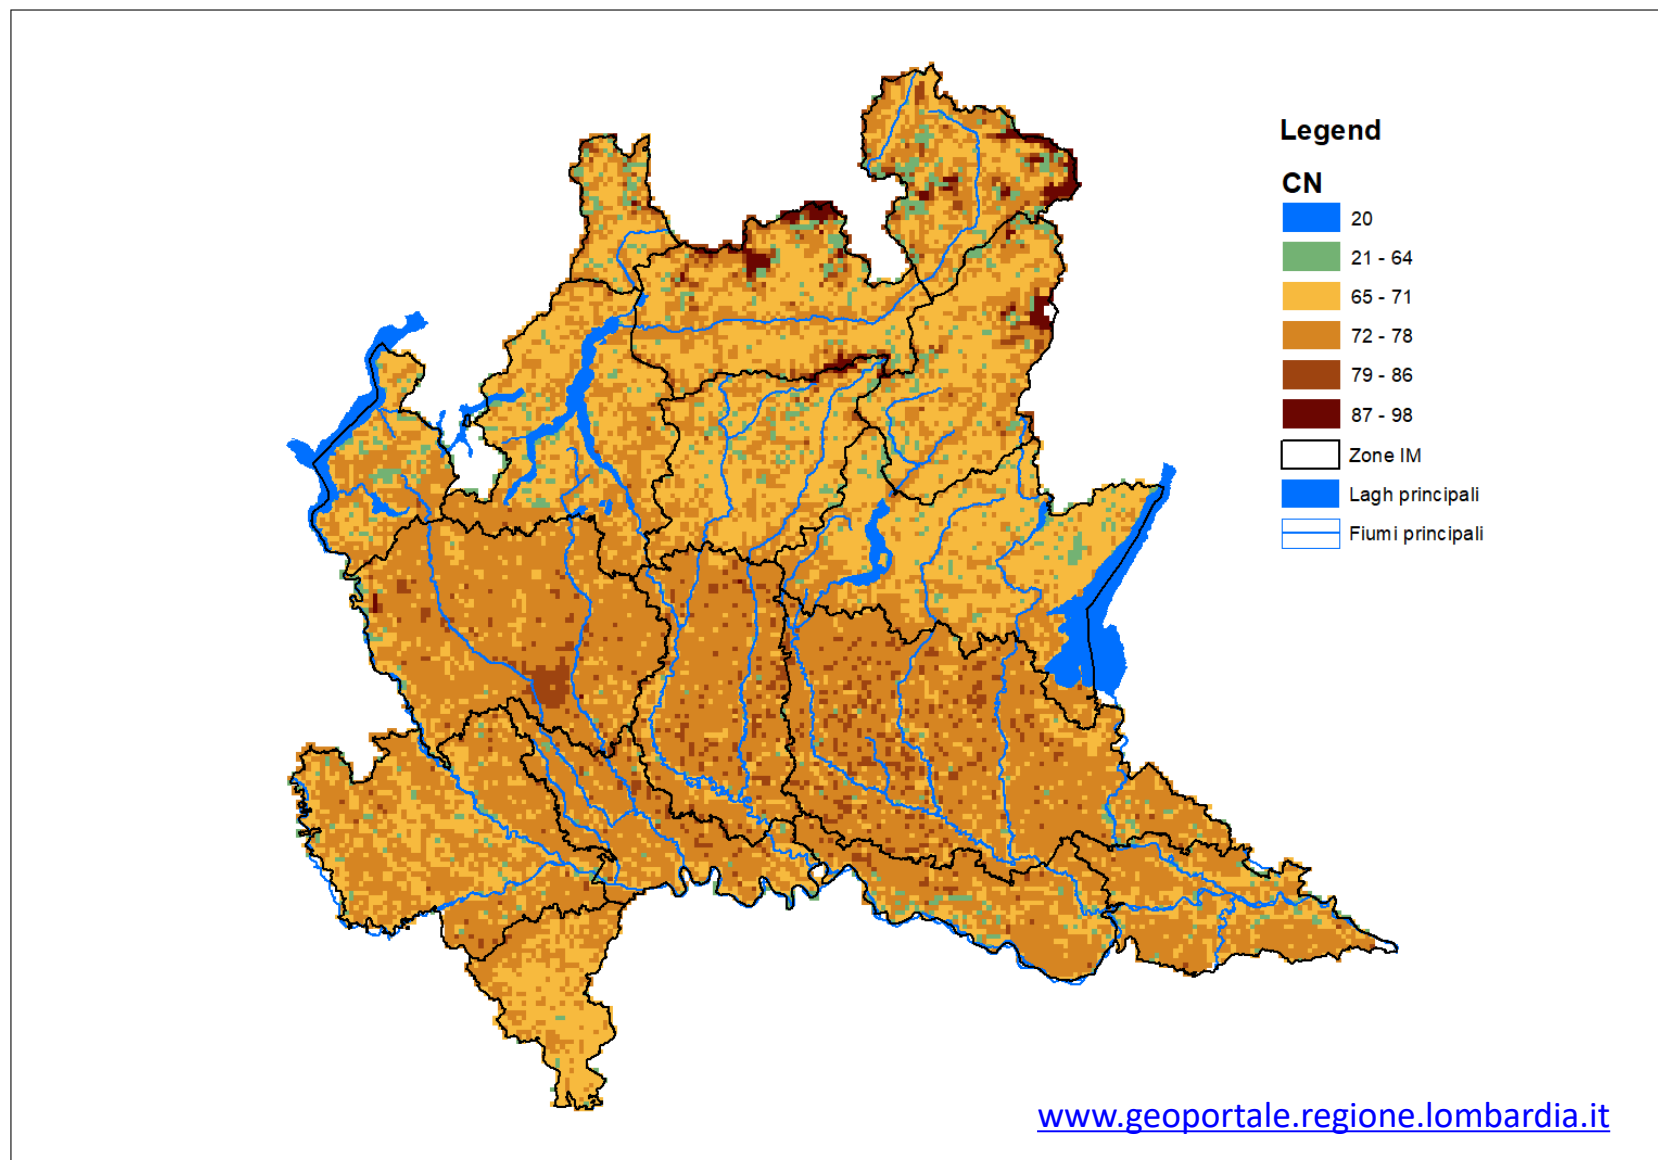 Legend
CN
20
21 - 64
65 - 71
72 - 78
79 - 86
87 - 98
Zone IM
Lagh principali
Fiumi principali
www.geoportale.regione.lombardia.it